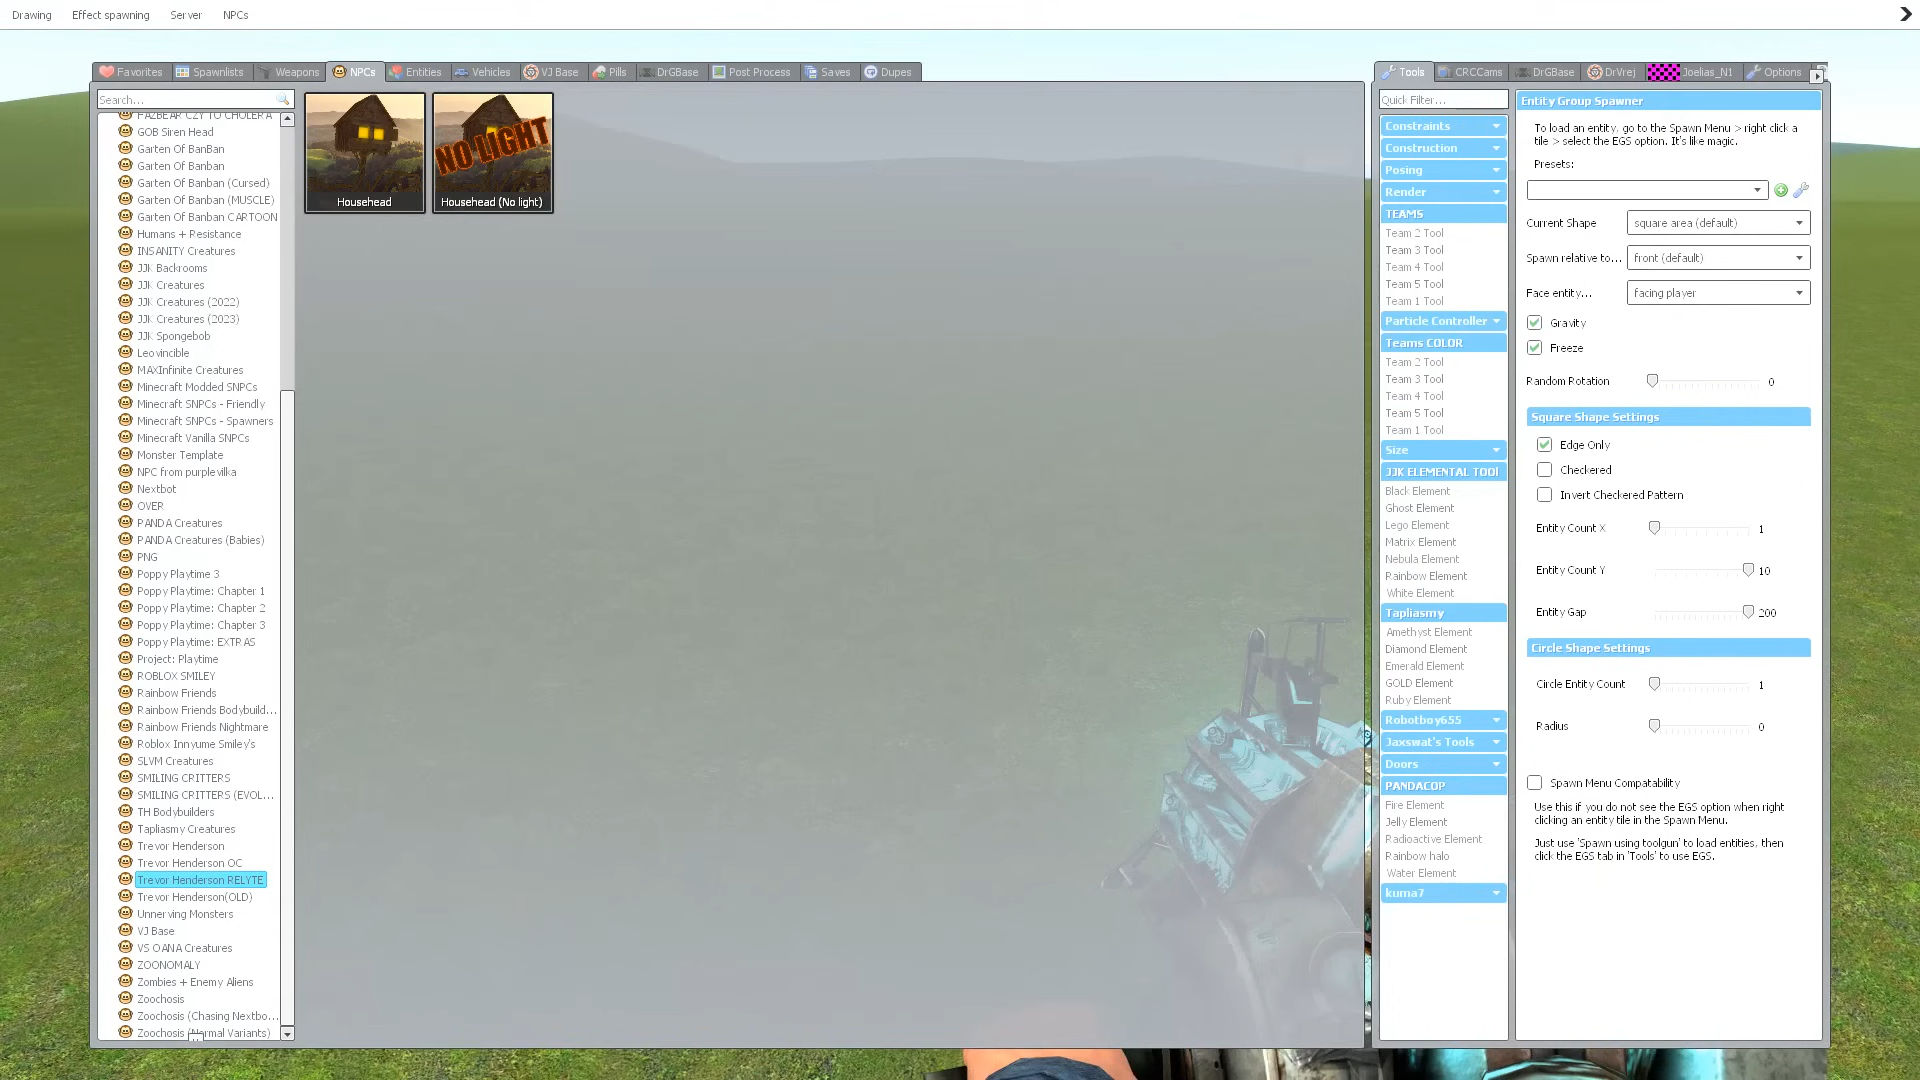 Drawing Effect spawning Server NPCs
Favorites Spawnlists Weapons NPCs Entities Vehicles VJ Base Pills DrGBase Post Process Saves Dupes
Search...
FAZBEAR CZY TO CHOLERA
GOB Siren Head
Garten Of BanBan
Garten Of Banban
Garten Of Banban (Cursed)
Garten Of Banban (MUSCLE)
Garten Of Banban CARTOON
Humans + Resistance
INSANITY Creatures
JJK Backrooms
JJK Creatures
JJK Creatures (2022)
JJK Creatures (2023)
JJK Spongebob
Leovincible
MAXInfinite Creatures
Minecraft Modded SNPCs
Minecraft SNPCs - Friendly
Minecraft SNPCs - Spawners
Minecraft Vanilla SNPCs
Monster Template
NPC from purplevilka
Nextbot
OVER
PANDA Creatures
PANDA Creatures (Babies)
PNG
Poppy Playtime 3
Poppy Playtime: Chapter 1
Poppy Playtime: Chapter 2
Poppy Playtime: Chapter 3
Poppy Playtime: EXTRAS
Project: Playtime
ROBLOX SMILEY
Rainbow Friends
Rainbow Friends Bodybuild...
Rainbow Friends Nightmare
Roblox Innyume Smiley's
SLVM Creatures
SMILING CRITTERS
SMILING CRITTERS (EVOL...
TH Bodybuilders
Tapliasmy Creatures
Trevor Henderson
Trevor Henderson OC
Trevor Henderson RELYTE
Trevor Henderson(OLD)
Unnerving Monsters
VJ Base
VS OANA Creatures
ZOONOMALY
Zombies + Enemy Aliens
Zoochosis
Zoochosis (Chasing Nextbo...
Zoochosis (Normal Variants)
NO LIGHT
Househead
Househead (No light)
Tools CRCCams DrGBase DrVrej Joelias_N1 Options
Quick Filter...
Constraints
Construction
Posing
Render
TEAMS
Team 2 Tool
Team 3 Tool
Team 4 Tool
Team 5 Tool
Team 1 Tool
Particle Controller
Teams COLOR
Team 2 Tool
Team 3 Tool
Team 4 Tool
Team 5 Tool
Team 1 Tool
Size
JJK ELEMENTAL TOOl
Black Element
Ghost Element
Lego Element
Matrix Element
Nebula Element
Rainbow Element
White Element
Tapliasmy
Amethyst Element
Diamond Element
Emerald Element
GOLD Element
Ruby Element
Robotboy655
Jaxswat's Tools
Doors
PANDACOP
Fire Element
Jelly Element
Radioactive Element
Rainbow halo
Water Element
kuma7
Entity Group Spawner
To load an entity, go to the Spawn Menu > right click a
tile > select the EGS option. It's like magic.
Presets:
Current Shape square area (default)
Spawn relative to... front (default)
Face entity... facing player
Gravity
Freeze
Random Rotation 0
Square Shape Settings
Edge Only
Checkered
Invert Checkered Pattern
Entity Count X 1
Entity Count Y 10
Entity Gap 200
Circle Shape Settings
Circle Entity Count 1
Radius 0
Spawn Menu Compatability
Use this if you do not see the EGS option when right
clicking an entity tile in the Spawn Menu.
Just use 'Spawn using toolgun' to load entities, then
click the EGS tab in 'Tools' to use EGS.